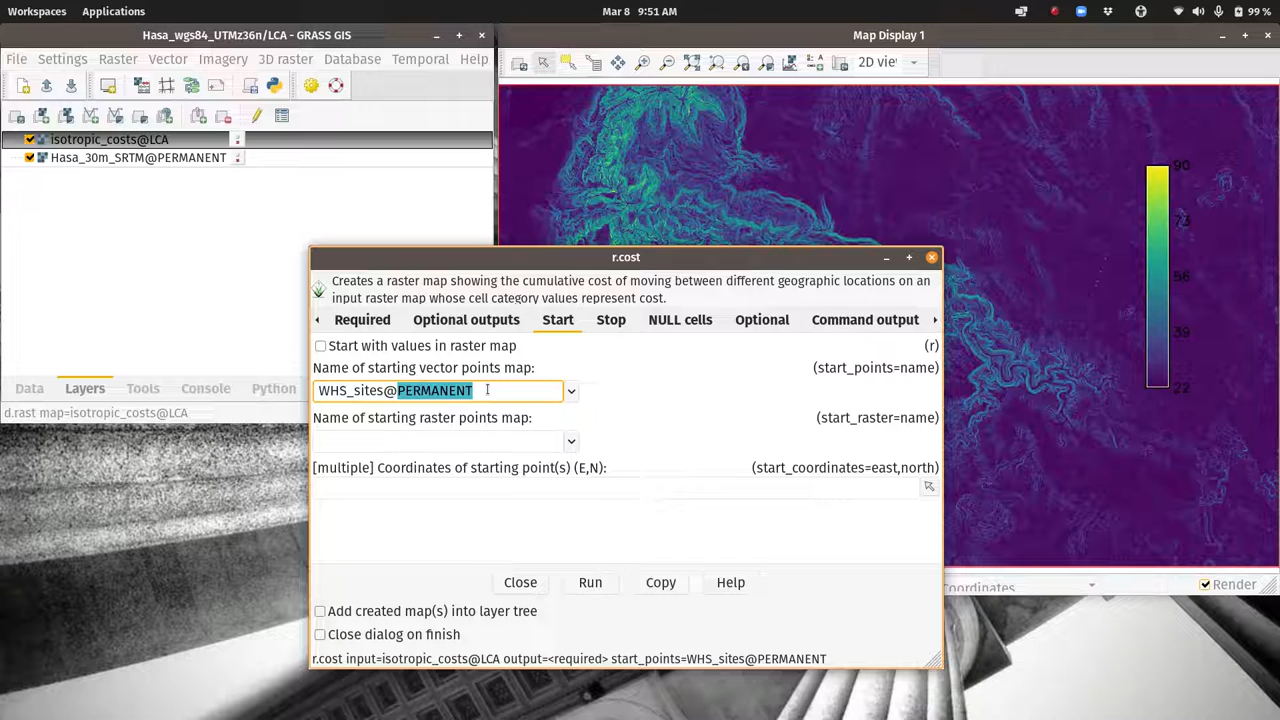 Workspaces Applications Mar 8 9:51 AM 99 %
Hasa_wgs84_UTMz36n/LCA - GRASS GIS
Map Display 1
File Settings Raster Vector Imagery 3D raster Database Temporal Help
2D vie
isotropic_costs@LCA
Hasa_30m_SRTM@PERMANENT
90
73
56
39
22
Data Layers Tools Console Python
d.rast map=isotropic_costs@LCA
r.cost
Creates a raster map showing the cumulative cost of moving between different geographic locations on an
input raster map whose cell category values represent cost.
Required Optional outputs Start Stop NULL cells Optional Command output
Start with values in raster map (r)
Name of starting vector points map: (start_points=name)
WHS_sites@PERMANENT
Name of starting raster points map: (start_raster=name)
[multiple] Coordinates of starting point(s) (E,N): (start_coordinates=east,north)
Close Run Copy Help
Add created map(s) into layer tree
Close dialog on finish
r.cost input=isotropic_costs@LCA output=<required> start_points=WHS_sites@PERMANENT
Coordinates Render